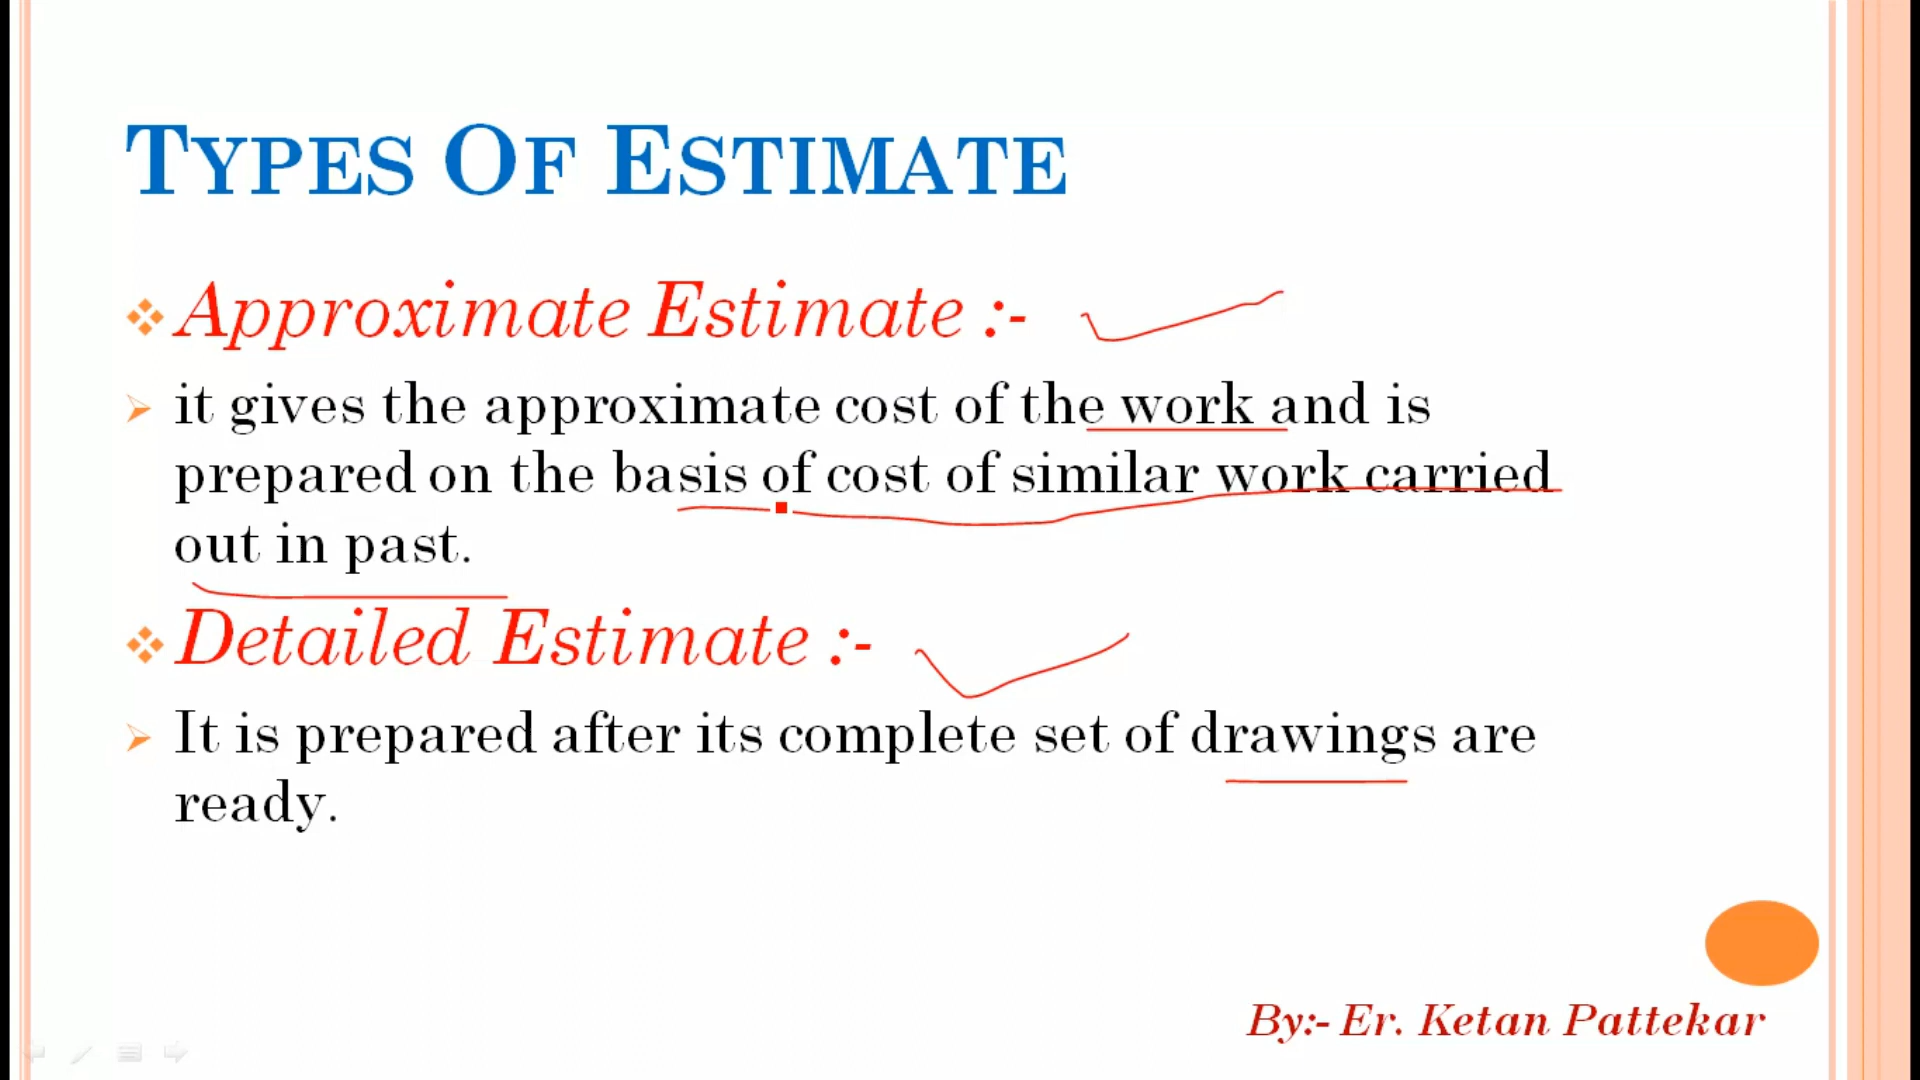 TYPES OF ESTIMATE
Approximate Estimate :-
it gives the approximate cost of the work and is
prepared on the basis of cost of similar work carried
out in past.
Detailed Estimate :-
It is prepared after its complete set of drawings are
ready.
By:- Er. Ketan Pattekar